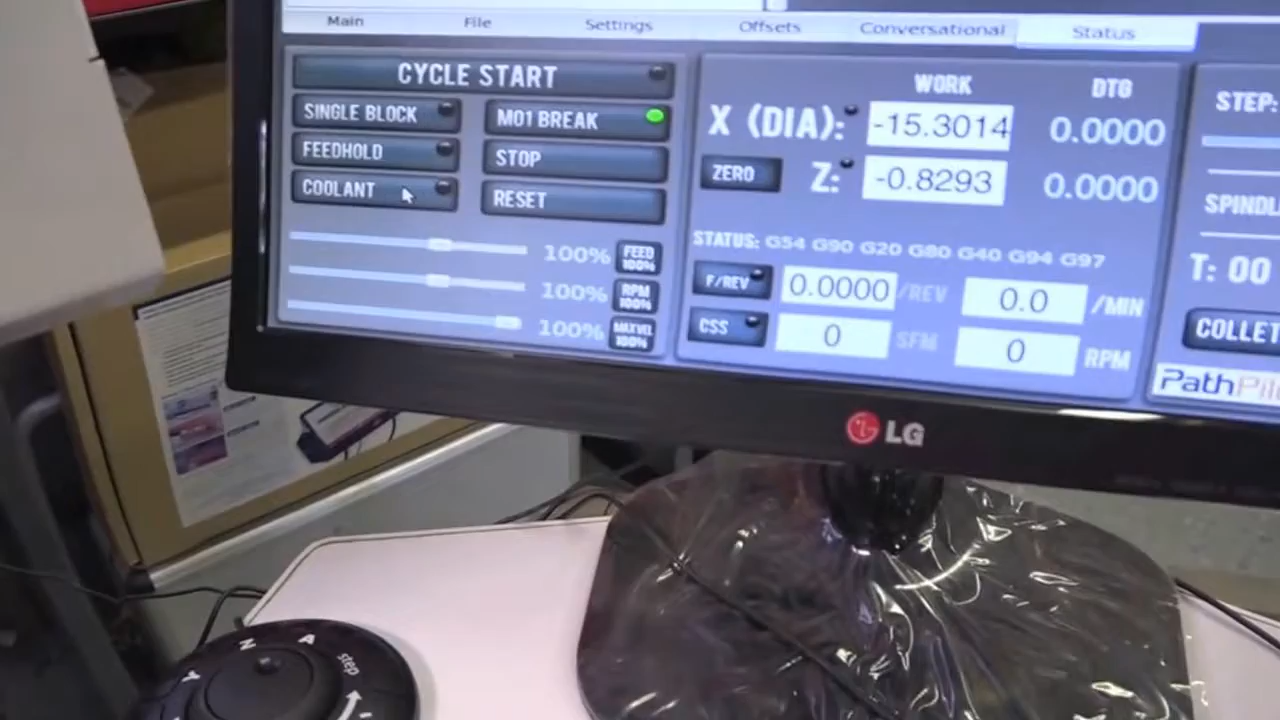 Main File Settings Offsets Conversational Status
CYCLE START
SINGLE BLOCK
M01 BREAK
FEEDHOLD
STOP
COOLANT
RESET
100% FEED 100%
100% RPM 100%
100% MAXVEL 100%
WORK DTG
X (DIA): -15.3014 0.0000
ZERO Z: -0.8293 0.0000
STATUS: G54 G90 G20 G80 G40 G94 G97
F/REV 0.0000 /REV 0.0 /MIN
CSS 0 SFM 0 RPM
STEP:
SPINDL
T: 00
COLLET
PathPil
LG
Y Z A step